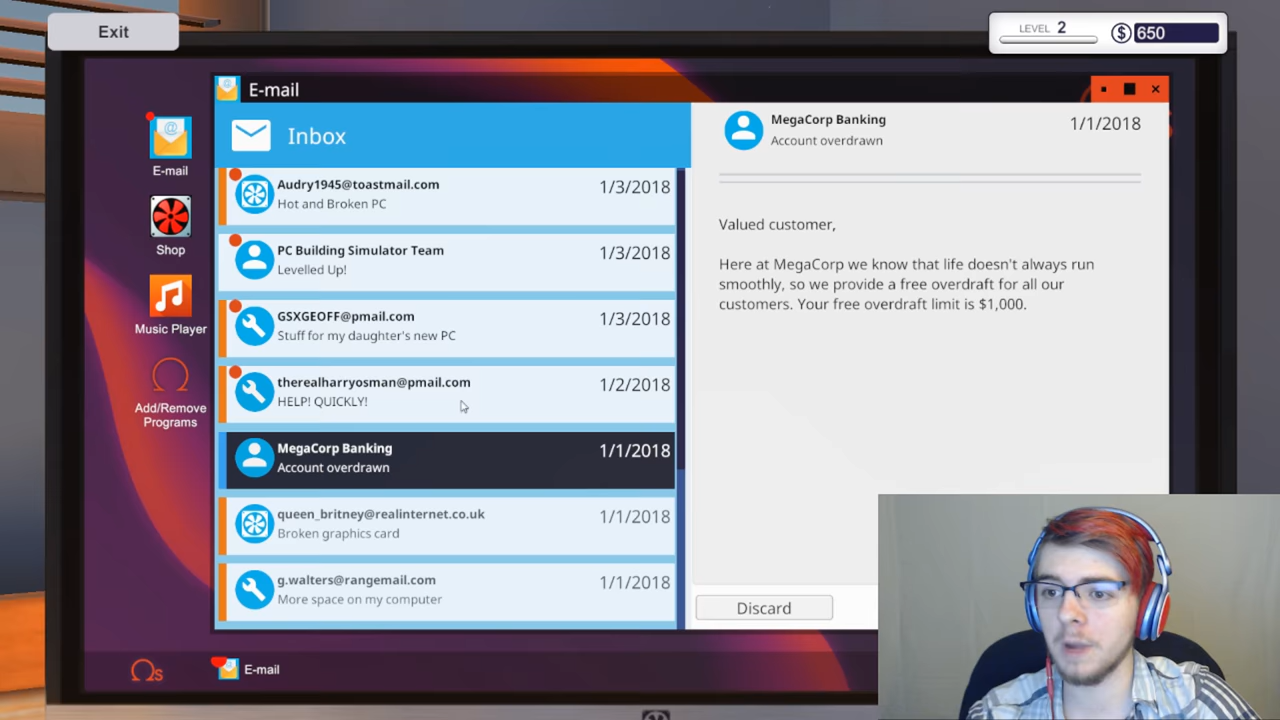 Exit
LEVEL 2
$ 650
E-mail
E-mail
Shop
Music Player
Add/Remove
Programs
Inbox
Audry1945@toastmail.com 1/3/2018
Hot and Broken PC
PC Building Simulator Team 1/3/2018
Levelled Up!
GSXGEOFF@pmail.com 1/3/2018
Stuff for my daughter's new PC
therealharryosman@pmail.com 1/2/2018
HELP! QUICKLY!
MegaCorp Banking 1/1/2018
Account overdrawn
queen_britney@realinternet.co.uk 1/1/2018
Broken graphics card
g.walters@rangemail.com 1/1/2018
More space on my computer
MegaCorp Banking 1/1/2018
Account overdrawn
Valued customer,
Here at MegaCorp we know that life doesn't always run
smoothly, so we provide a free overdraft for all our
customers. Your free overdraft limit is $1,000.
Discard
Ωs
E-mail